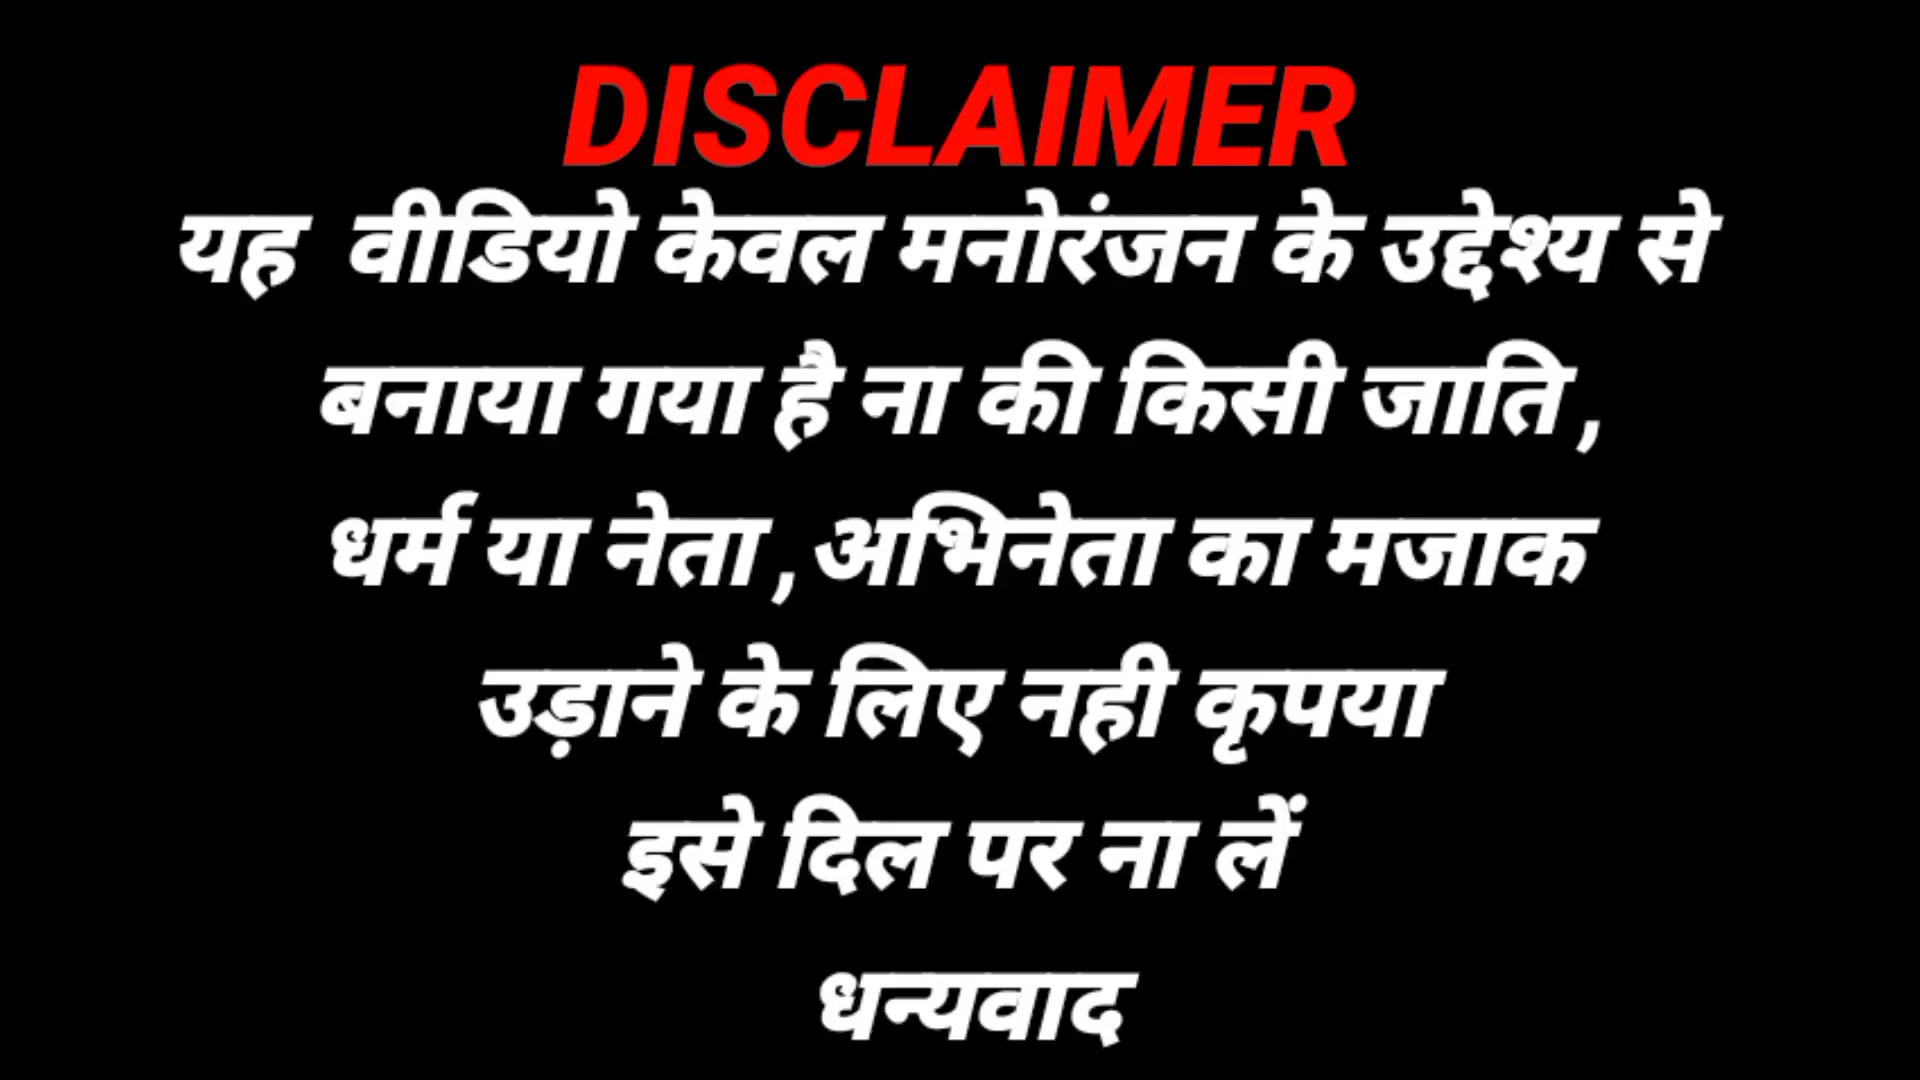 DISCLAIMER
यह वीडियो केवल मनोरंजन के उद्देश्य से
बनाया गया है ना की किसी जाति ,
धर्म या नेता , अभिनेता का मजाक
उड़ाने के लिए नही कृपया
इसे दिल पर ना लें
धन्यवाद